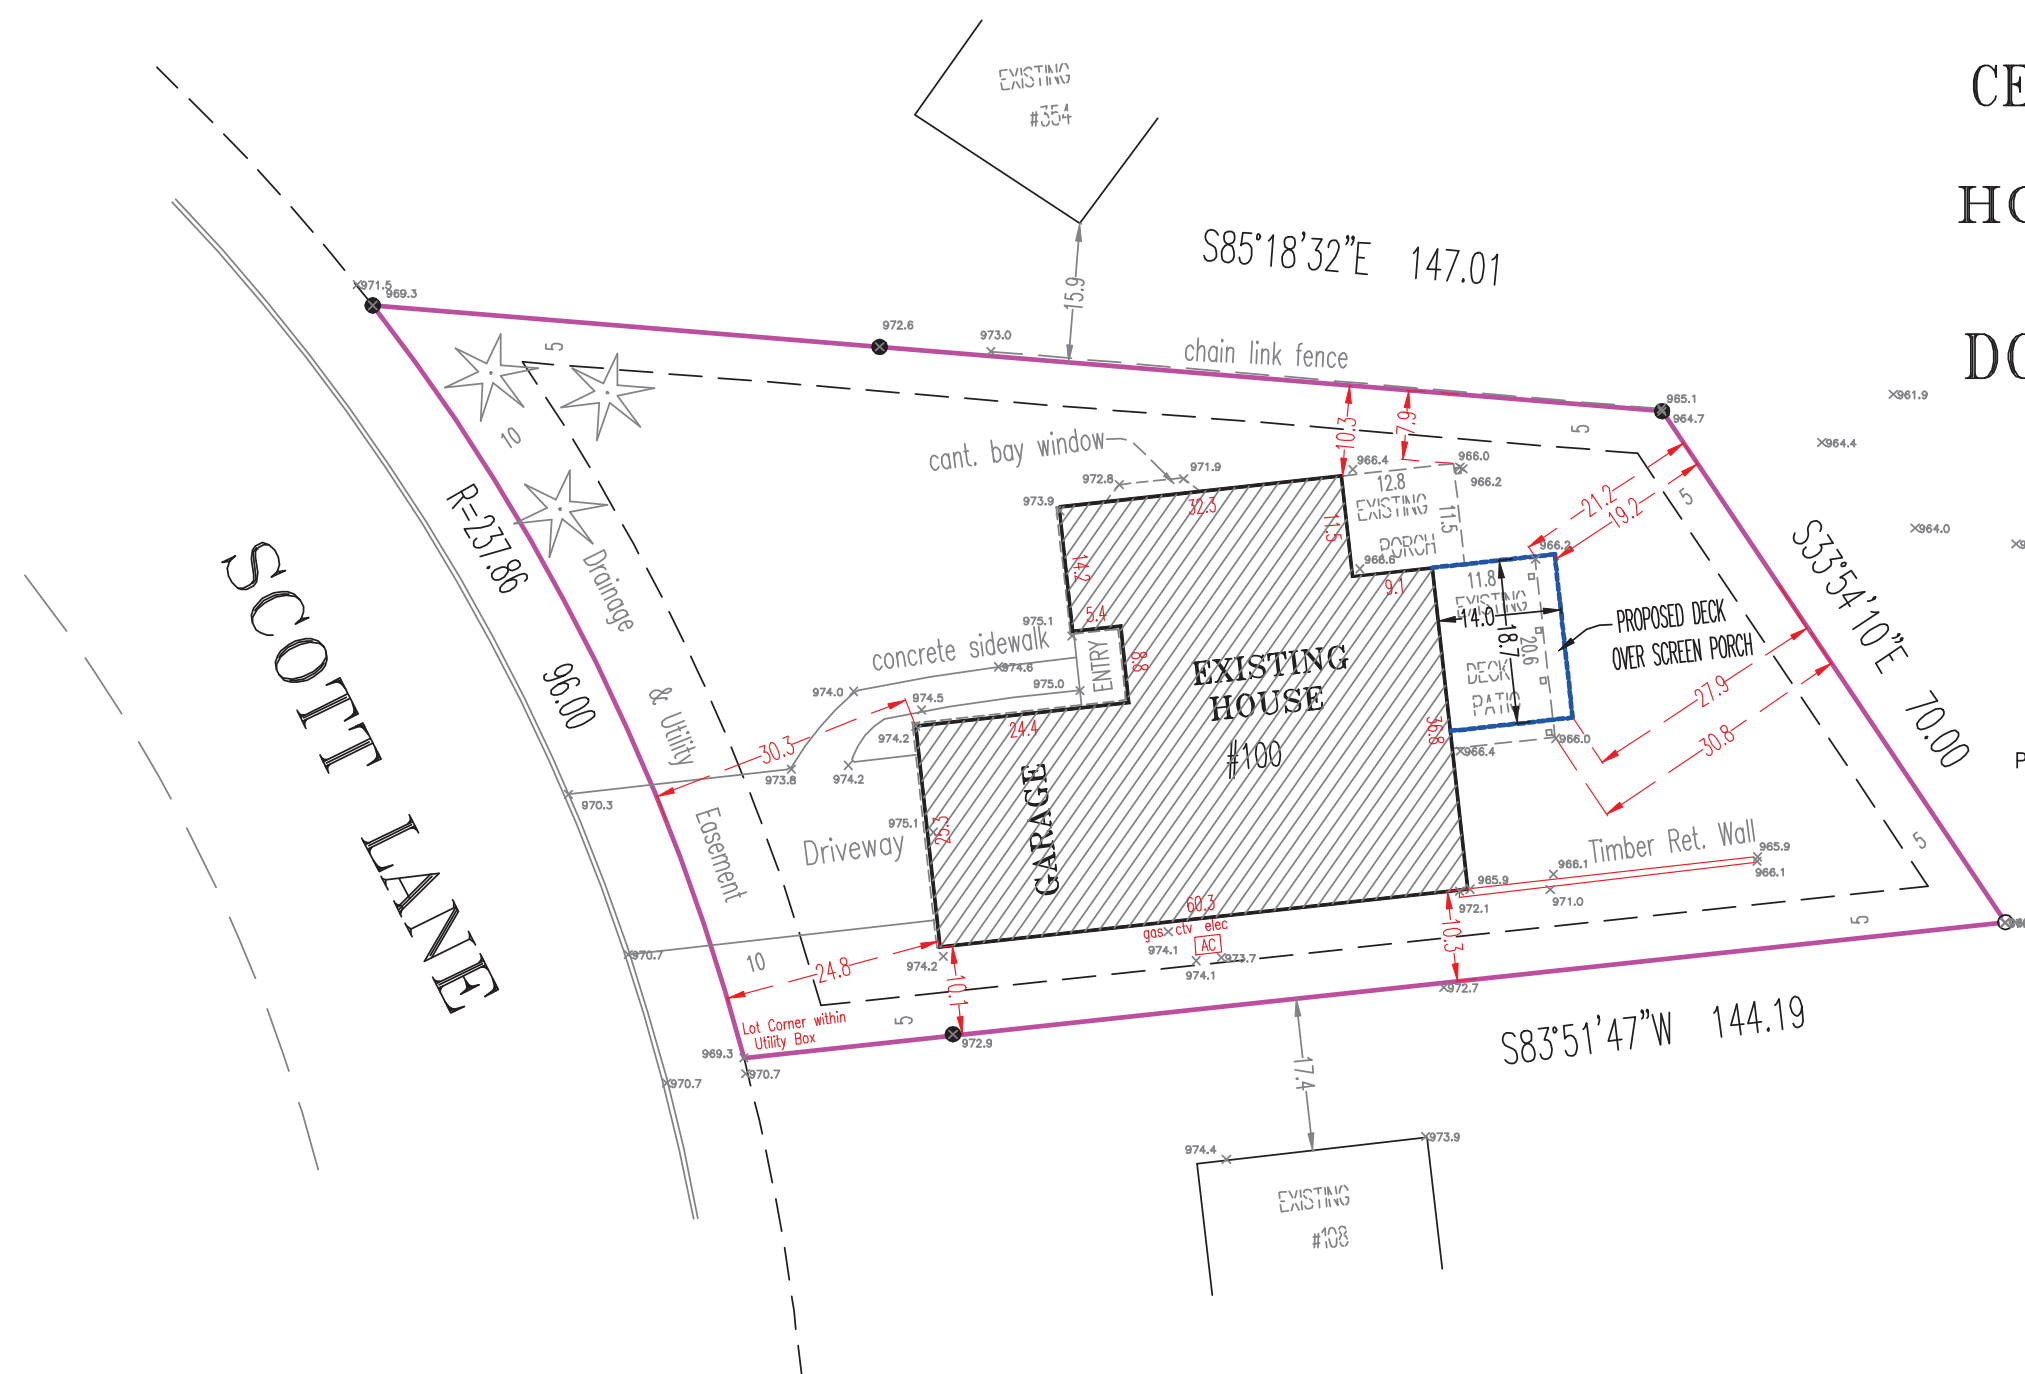 EXISTING
#354
CE
HO
DO
S85°18'32"E 147.01
15.9
971.5
969.3
972.6
973.0
chain link fence
965.1
964.7
961.9
964.4
964.0
5
5
5
10
10.3
7.9
cant. bay window
972.8
971.9
973.9
32.3
966.4
966.0
966.2
12.8
EXISTING
PORCH
11.5
11.5
966.6
9.1
21.2
19.2
966.2
R=237.86
96.00
Drainage
& Utility
Easement
SCOTT LANE
14.2
5.4
975.1
8.8
ENTRY
concrete sidewalk
974.6
974.0
974.5
975.0
974.2
24.4
30.3
973.8
974.2
970.3
EXISTING
HOUSE
#100
GARAGE
36.8
11.8
EXISTING
14.0
18.7
20.6
DECK
PATIO
966.4
966.0
PROPOSED DECK
OVER SCREEN PORCH
S33°54'10"E 70.00
27.9
30.8
P
975.1
25.3
Driveway
Timber Ret. Wall
965.9
966.1
966.1
971.0
965.9
972.1
5
5
60.3
gas ctv elec
AC
974.1
974.1
973.7
974.2
10.3
10.1
24.8
10
970.7
Lot Corner within
Utility Box
969.3
970.7
970.7
5
972.9
972.7
S83°51'47"W 144.19
17.4
974.4
973.9
EXISTING
#108